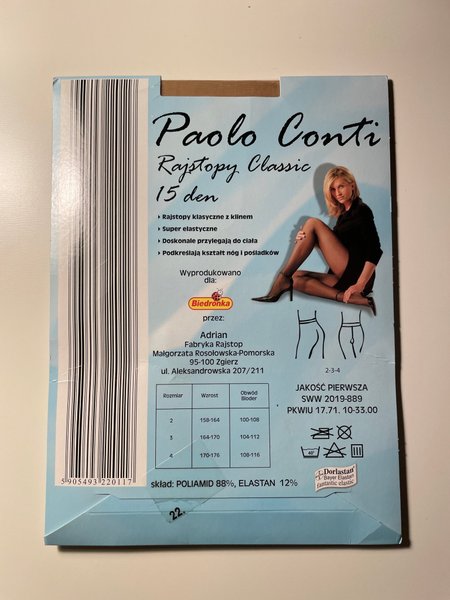 Paolo Conti
Rajstopy Classic
15 den
Rajstopy klasyczne z klinem
Super elastyczne
Doskonale przylegają do ciała
Podkreślają kształt nóg i pośladków
Wyprodukowano
dla:
Biedronka
przez:
Adrian
Fabryka Rajstop
Małgorzata Rosołowska-Pomorska
95-100 Zgierz
ul. Aleksandrowska 207/211
Rozmiar Wzrost Obwód Bioder
2 158-164 100-108
3 164-170 104-112
4 170-176 108-116
2-3-4
JAKOŚĆ PIERWSZA
SWW 2019-889
PKWIU 17.71. 10-33.00
40°
Dorlastan
Bayer Elastan
fantastic elastic
skład: POLIAMID 88%, ELASTAN 12%
5 905493 220117
22.